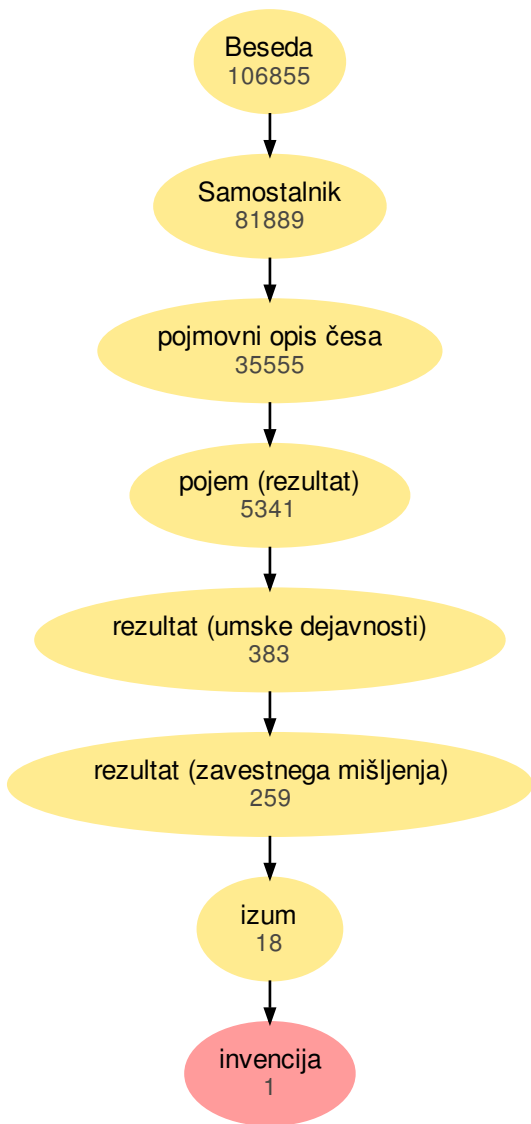 Beseda
106855
Samostalnik
81889
pojmovni opis česa
35555
pojem (rezultat)
5341
rezultat (umske dejavnosti)
383
rezultat (zavestnega mišljenja)
259
izum
18
invencija
1